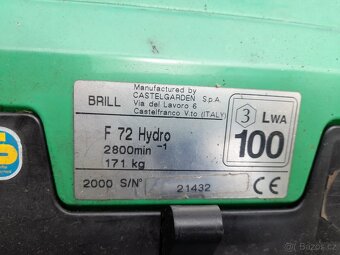 Manufactured by
BRILL CASTELGARDEN S.p.A.
Via del Lavoro 6
Castelfranco V.to (ITALY)
3 LWA
100
F 72 Hydro
2800min -1
171 kg
2000 S/N° 21432
CE